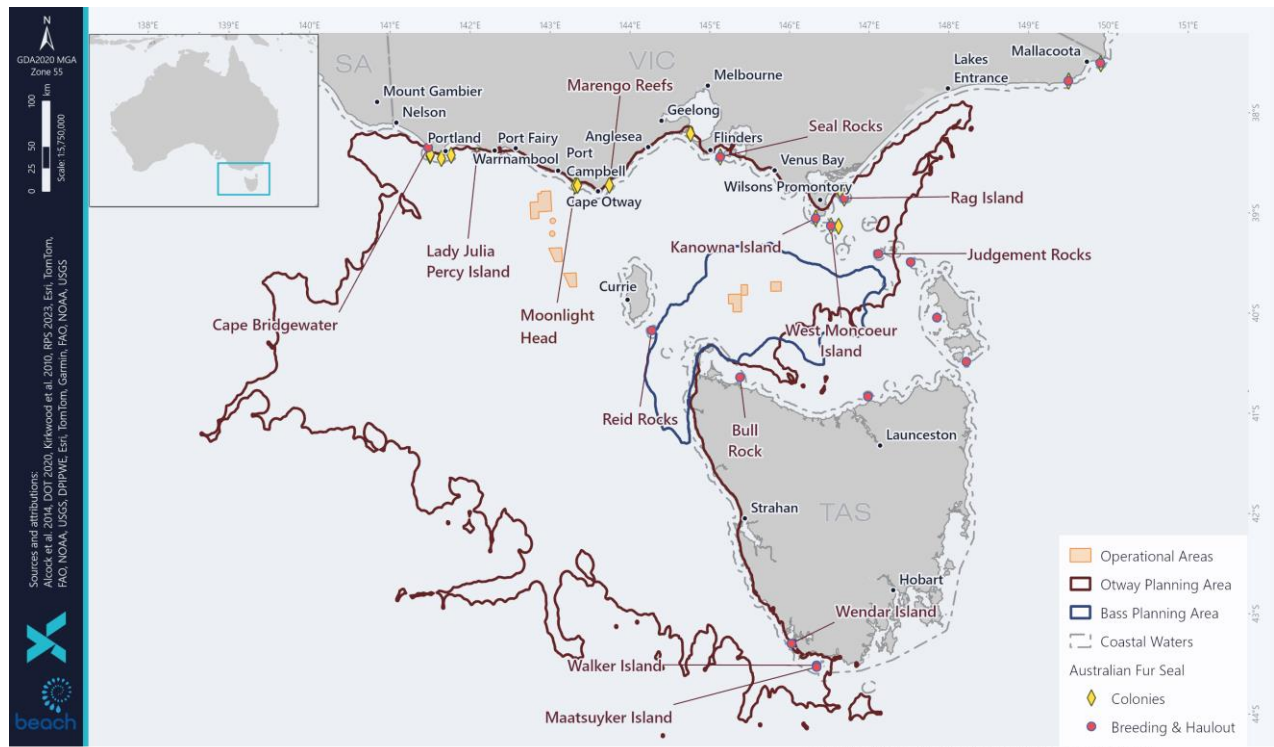 N
GDA2020 MGA
Zone 55
0 25 50 100
km
Scale: 1:5,750,000
Sources and attributions:
Alcock et al. 2014, DOT 2020, Kirkwood et al. 2010, RPS 2023, Esri, TomTom,
FAO, NOAA, USGS, DPIPWE, Esri, TomTom, Garmin, FAO, NOAA, USGS
beach
138°E 139°E 140°E 141°E 142°E 143°E 144°E 145°E 146°E 147°E 148°E 149°E 150°E 151°E
38°S
39°S
40°S
41°S
42°S
43°S
44°S
SA
VIC
TAS
Mallacoota
Lakes
Entrance
Melbourne
Marengo Reefs
Mount Gambier
Nelson
Geelong
Portland
Port Fairy
Anglesea
Flinders
Seal Rocks
Warrnambool
Port
Campbell
Venus Bay
Wilsons Promontory
Cape Otway
Rag Island
Kanowna Island
Judgement Rocks
Lady Julia
Percy Island
Currie
Moonlight
Head
Cape Bridgewater
West Moncoeur
Island
Reid Rocks
Bull
Rock
Launceston
Strahan
Hobart
Wendar Island
Walker Island
Maatsuyker Island
Operational Areas
Otway Planning Area
Bass Planning Area
Coastal Waters
Australian Fur Seal
Colonies
Breeding & Haulout